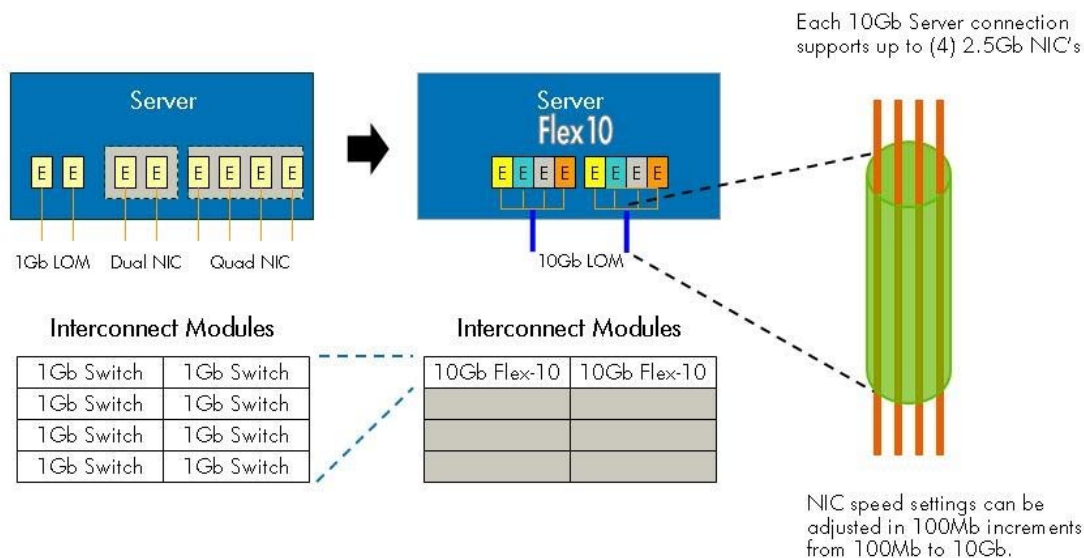 Each 10Gb Server connection
supports up to (4) 2.5Gb NIC's
Server
E E E E E E E E
1Gb LOM Dual NIC Quad NIC
Server
Flex10
E E E E E E E E
10Gb LOM
Interconnect Modules
1Gb Switch 1Gb Switch
1Gb Switch 1Gb Switch
1Gb Switch 1Gb Switch
1Gb Switch 1Gb Switch
Interconnect Modules
10Gb Flex-10 10Gb Flex-10
NIC speed settings can be
adjusted in 100Mb increments
from 100Mb to 10Gb.